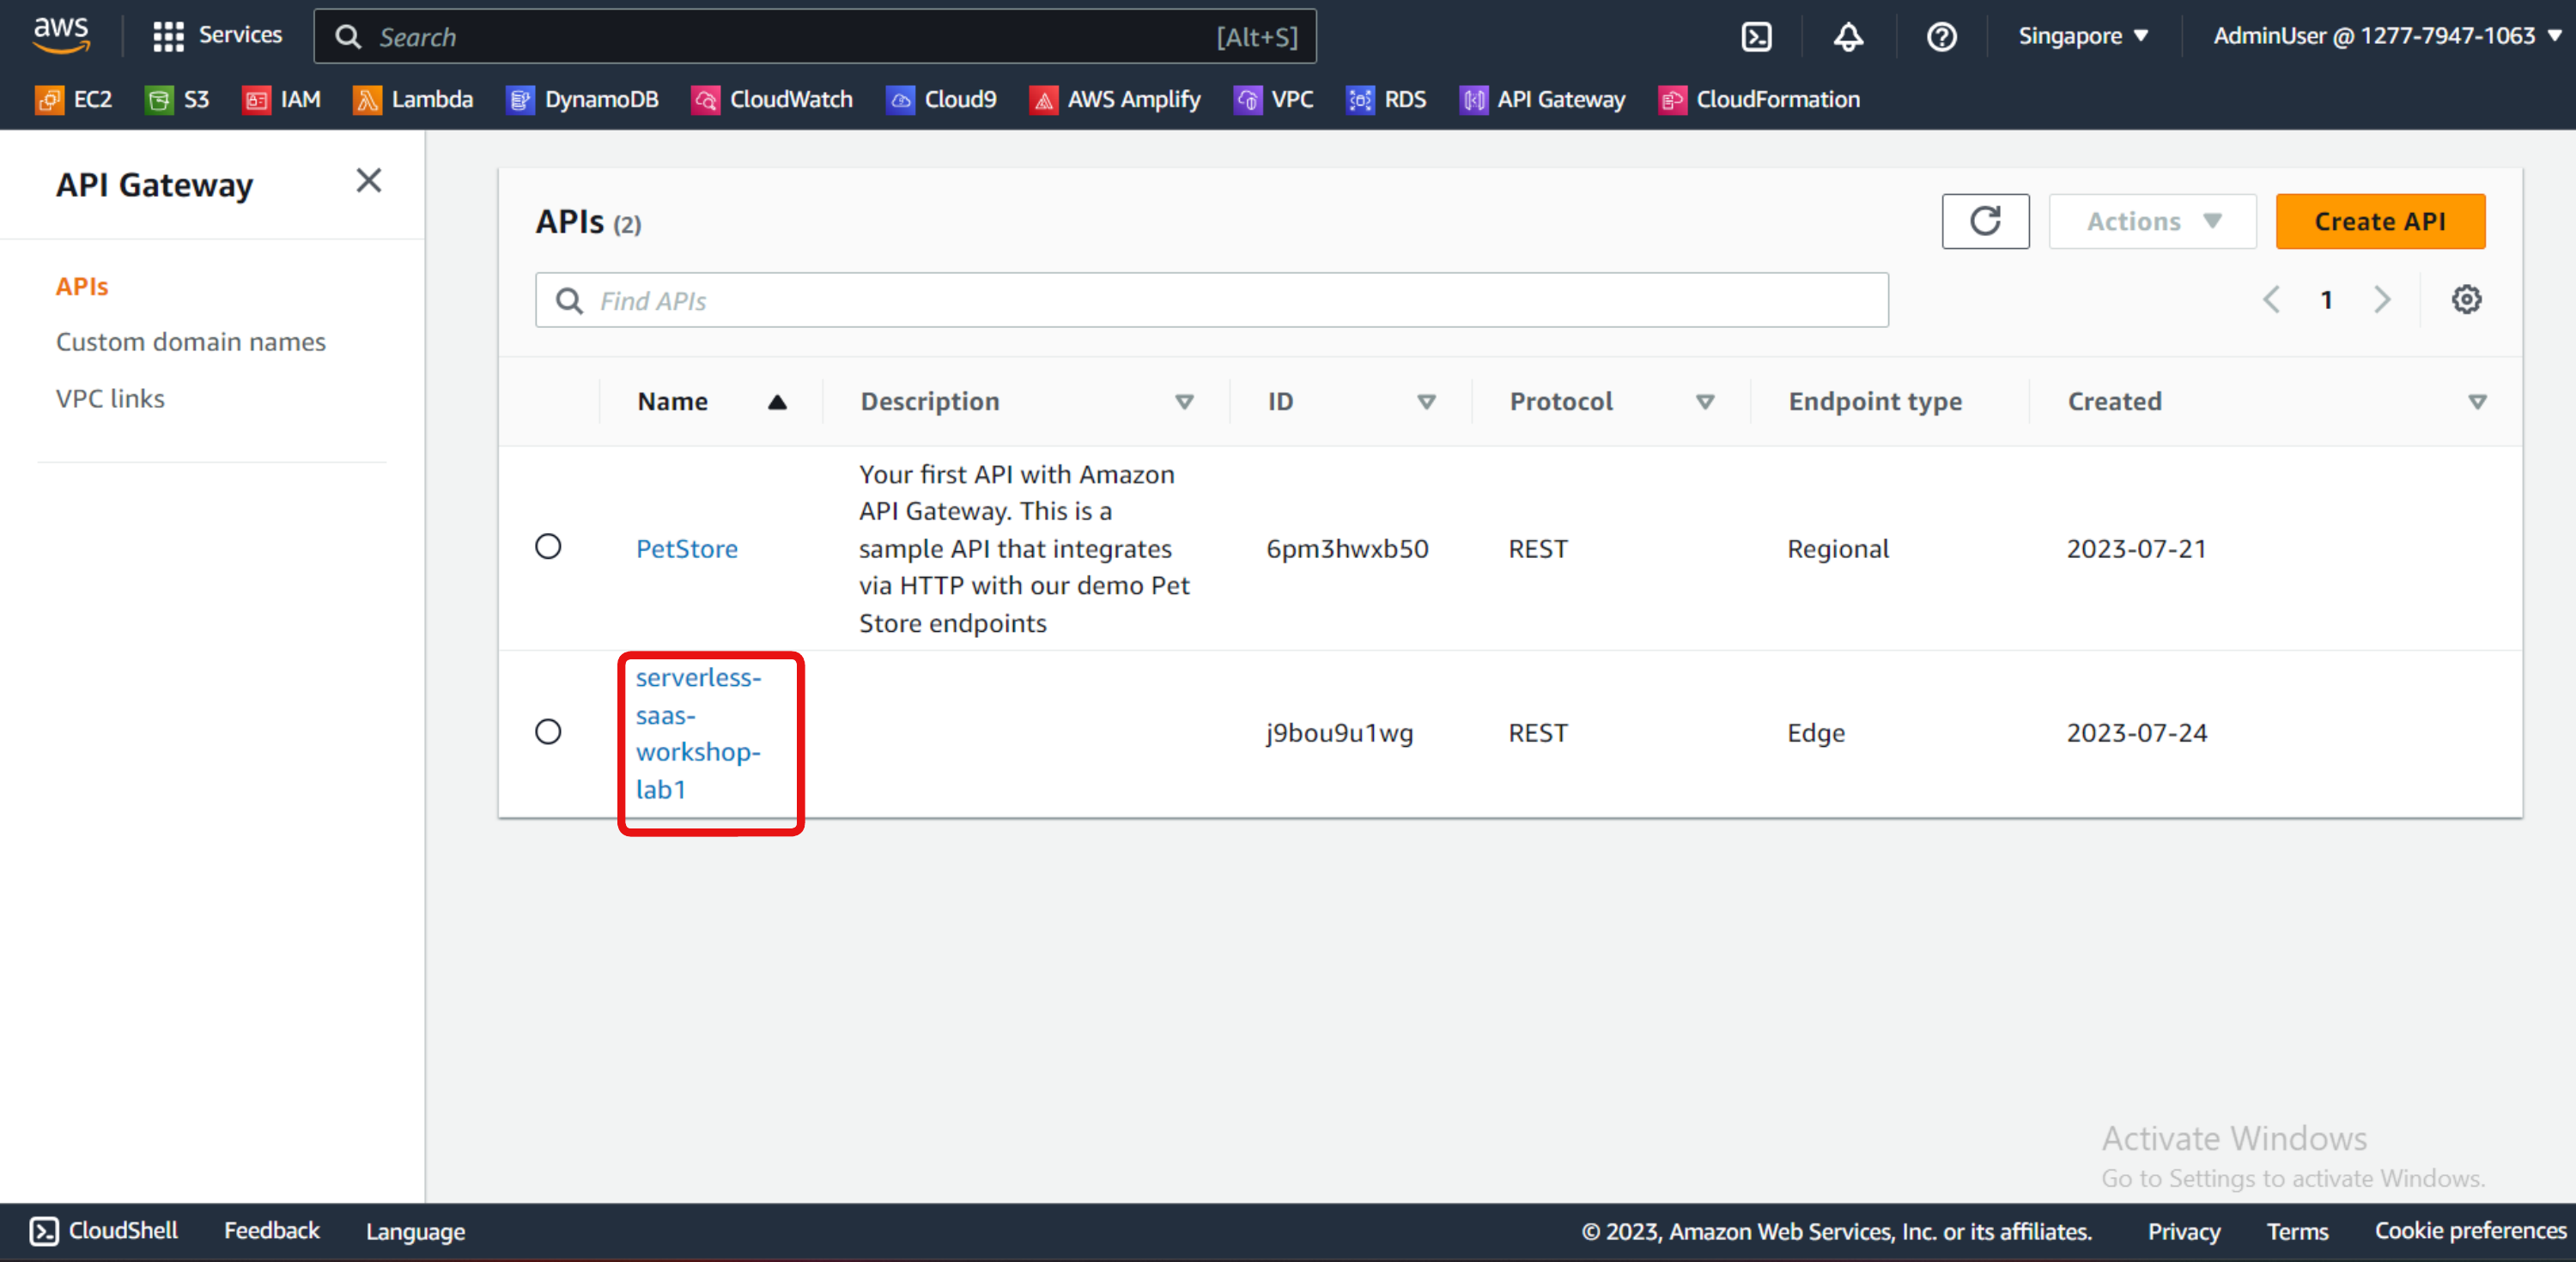 aws
Services
Search
[Alt+S]
Singapore
AdminUser @ 1277-7947-1063
EC2
S3
IAM
Lambda
DynamoDB
CloudWatch
Cloud9
AWS Amplify
VPC
RDS
API Gateway
CloudFormation
API Gateway
APIs
Custom domain names
VPC links
APIs (2)
Actions
Create API
Find APIs
1
Name
Description
ID
Protocol
Endpoint type
Created
PetStore
Your first API with Amazon
API Gateway. This is a
sample API that integrates
via HTTP with our demo Pet
Store endpoints
6pm3hwxb50
REST
Regional
2023-07-21
serverless-
saas-
workshop-
lab1
j9bou9u1wg
REST
Edge
2023-07-24
Activate Windows
Go to Settings to activate Windows.
CloudShell
Feedback
Language
© 2023, Amazon Web Services, Inc. or its affiliates.
Privacy
Terms
Cookie preferences